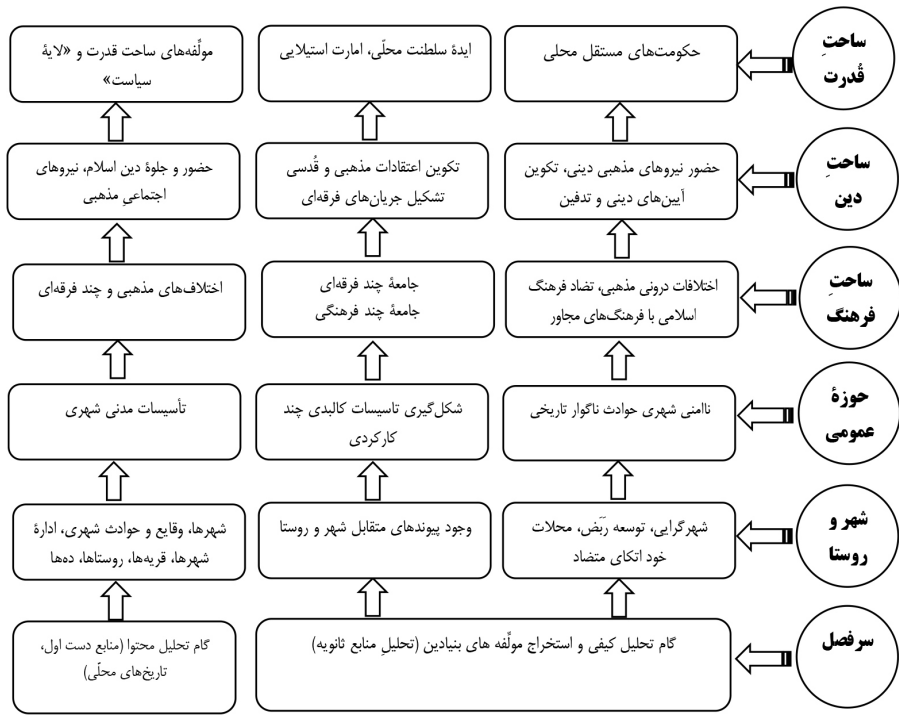 ساحتِ
قُدرت
حکومت‌های مستقل محلی
ایدهٔ سلطنت محلّی، امارت استیلایی
مولّفه‌های ساحت قدرت و «لایهٔ
سیاست»
ساحتِ
دین
حضور نیروهای مذهبی دینی، تکوین
آیین‌های دینی و تدفین
تکوین اعتقادات مذهبی و قُدسی
تشکیل جریان‌های فرقه‌ای
حضور و جلوهٔ دین اسلام، نیروهای
اجتماعیِ مذهبی
ساحتِ
فرهنگ
اختلافات درونی مذهبی، تضاد فرهنگ
اسلامی با فرهنگ‌های مجاور
جامعهٔ چند فرقه‌ای
جامعهٔ چند فرهنگی
اختلاف‌های مذهبی و چند فرقه‌ای
حوزهٔ
عمومی
ناامنی شهری حوادث ناگوار تاریخی
شکل‌گیری تاسیسات کالبدی چند
کارکردی
تأسیسات مدنی شهری
شهر و
روستا
شهرگرایی، توسعه رَبَض، محلات
خود اتکای متضاد
وجود پیوندهای متقابل شهر و روستا
شهرها، وقایع و حوادث شهری، ادارهٔ
شهرها، قریه‌ها، روستاها، ده‌ها
سرفصل
گام تحلیل کیفی و استخراج مولّفه های بنیادین (تحلیلِ منابع ثانویه)
گام تحلیل محتوا (منابع دست اول،
تاریخ‌های محلّی)